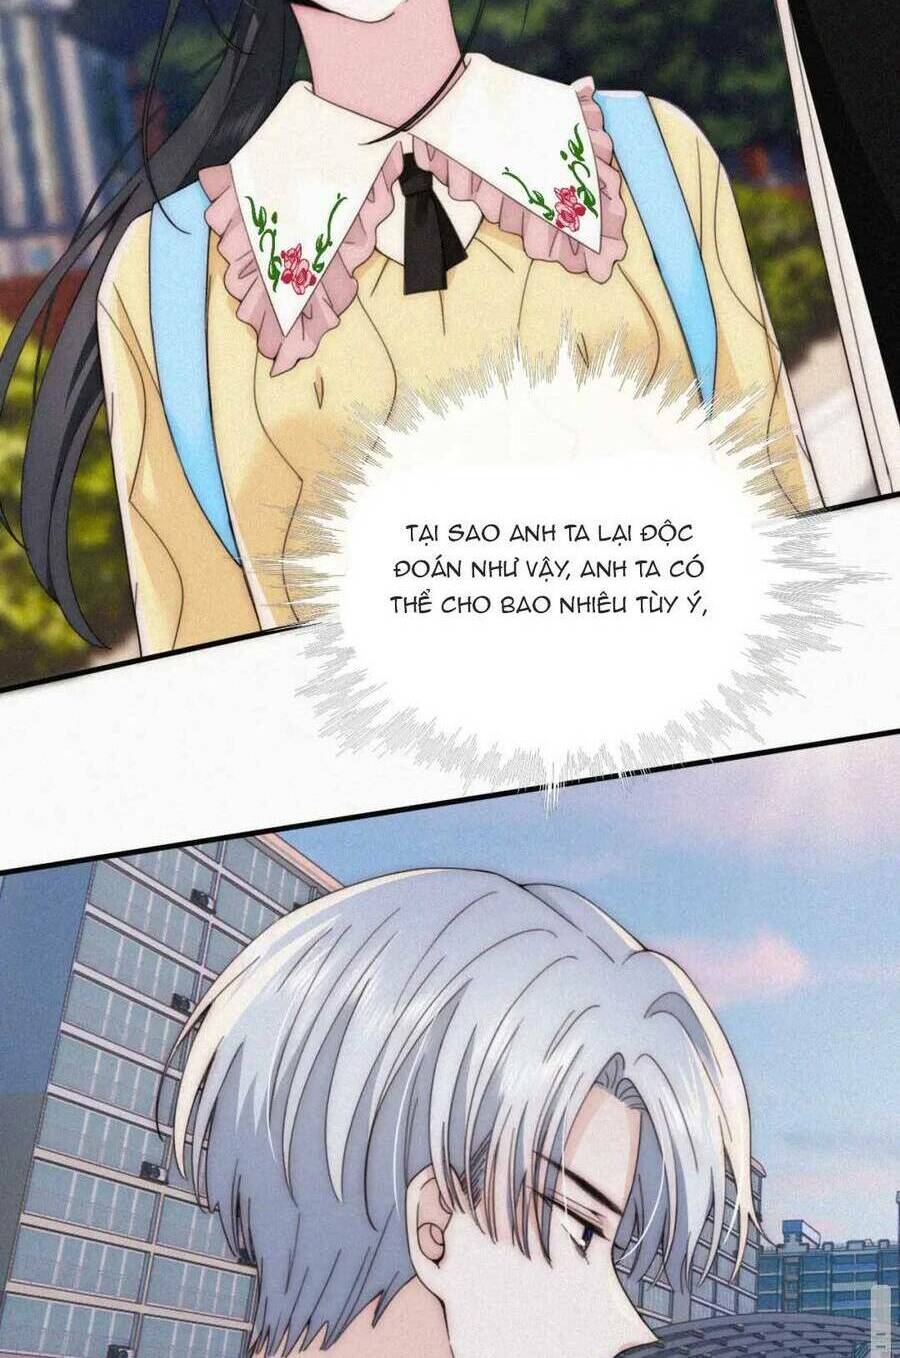 TẠI SAO ANH TA LẠI ĐỘC
ĐOÁN NHƯ VẬY, ANH TA CÓ
THỂ CHO BAO NHIÊU TÙY Ý,